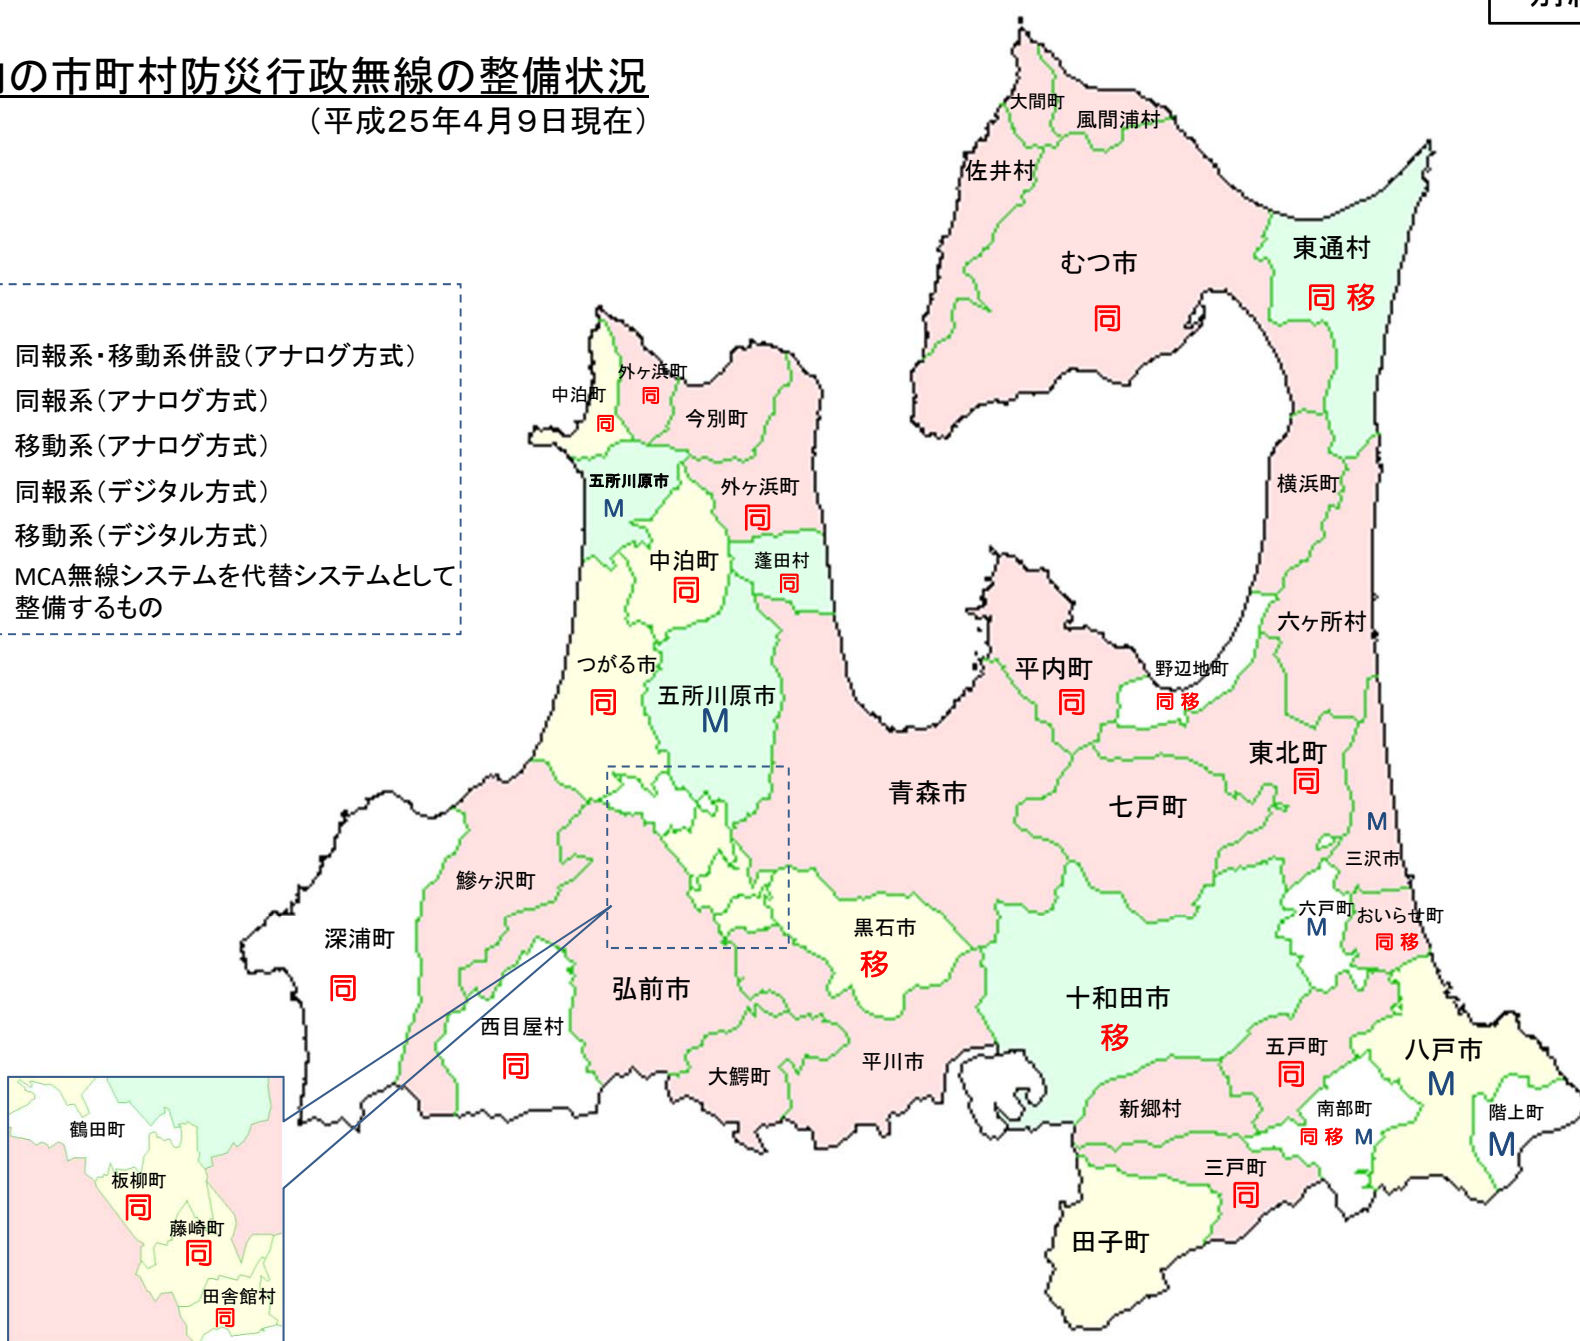 の市町村防災行政無線の整備状況
（平成25年4月9日現在）
同報系・移動系併設（アナログ方式）
同報系（アナログ方式）
移動系（アナログ方式）
同報系（デジタル方式）
移動系（デジタル方式）
MCA無線システムを代替システムとして
整備するもの
大間町
風間浦村
佐井村
むつ市
同
東通村
同 移
外ヶ浜町
同
中泊町
同
今別町
五所川原市
M
外ヶ浜町
同
横浜町
中泊町
同
蓬田村
同
六ヶ所村
つがる市
同
五所川原市
M
平内町
同
野辺地町
同 移
東北町
同
青森市
七戸町
M
三沢市
鰺ヶ沢町
六戸町
M
おいらせ町
同 移
深浦町
同
黒石市
移
弘前市
十和田市
移
西目屋村
同
平川市
大鰐町
五戸町
同
八戸市
M
新郷村
南部町
同 移 M
階上町
M
三戸町
同
田子町
鶴田町
板柳町
同
藤崎町
同
田舎館村
同